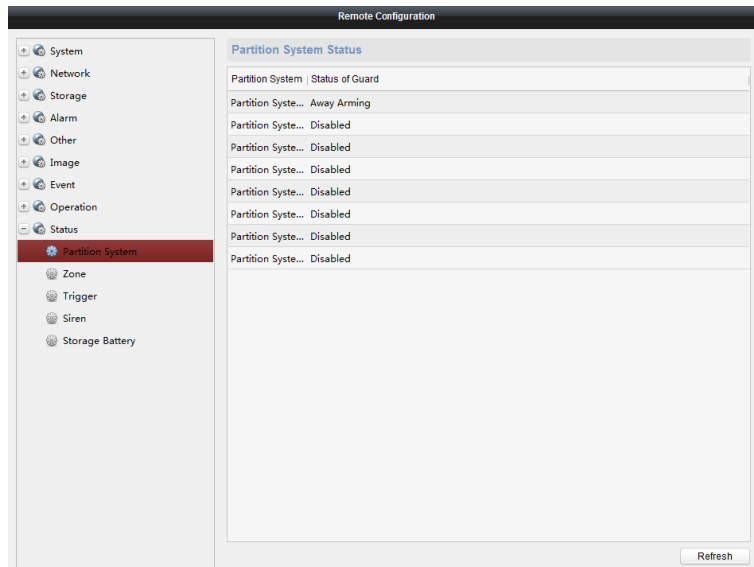 Remote Configuration
System
Network
Storage
Alarm
Other
Image
Event
Operation
Status
Partition System
Zone
Trigger
Siren
Storage Battery
Partition System Status
Partition System Status of Guard
Partition Syste... Away Arming
Partition Syste... Disabled
Partition Syste... Disabled
Partition Syste... Disabled
Partition Syste... Disabled
Partition Syste... Disabled
Partition Syste... Disabled
Partition Syste... Disabled
Refresh